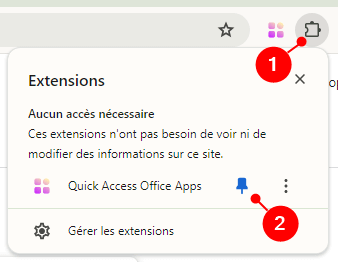 1
Extensions
Aucun accès nécessaire
Ces extensions n'ont pas besoin de voir ni de
modifier des informations sur ce site.
Quick Access Office Apps
2
Gérer les extensions